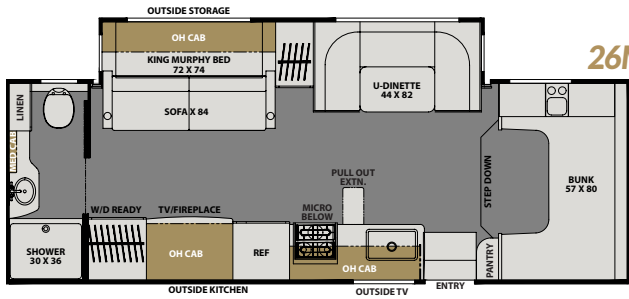 OUTSIDE STORAGE
OH CAB
KING MURPHY BED
72 X 74
SOFA X 84
U-DINETTE
44 X 82
LINEN
MED CAB
SHOWER
30 X 36
W/D READY
TV/FIREPLACE
OH CAB
REF
MICRO
BELOW
PULL OUT
EXTN.
OH CAB
STEP DOWN
BUNK
57 X 80
PANTRY
ENTRY
OUTSIDE KITCHEN
OUTSIDE TV